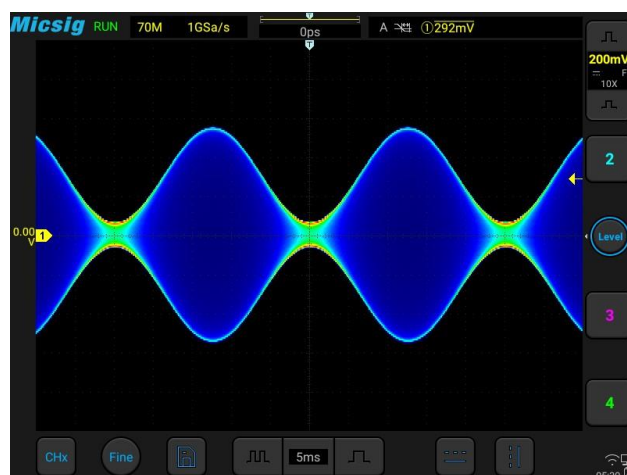 Micsig RUN 70M 1GSa/s 0ps A ①292mV
T
T
200mV
F
10X
2
0.00
V
1
Level
3
4
CHx Fine 5ms